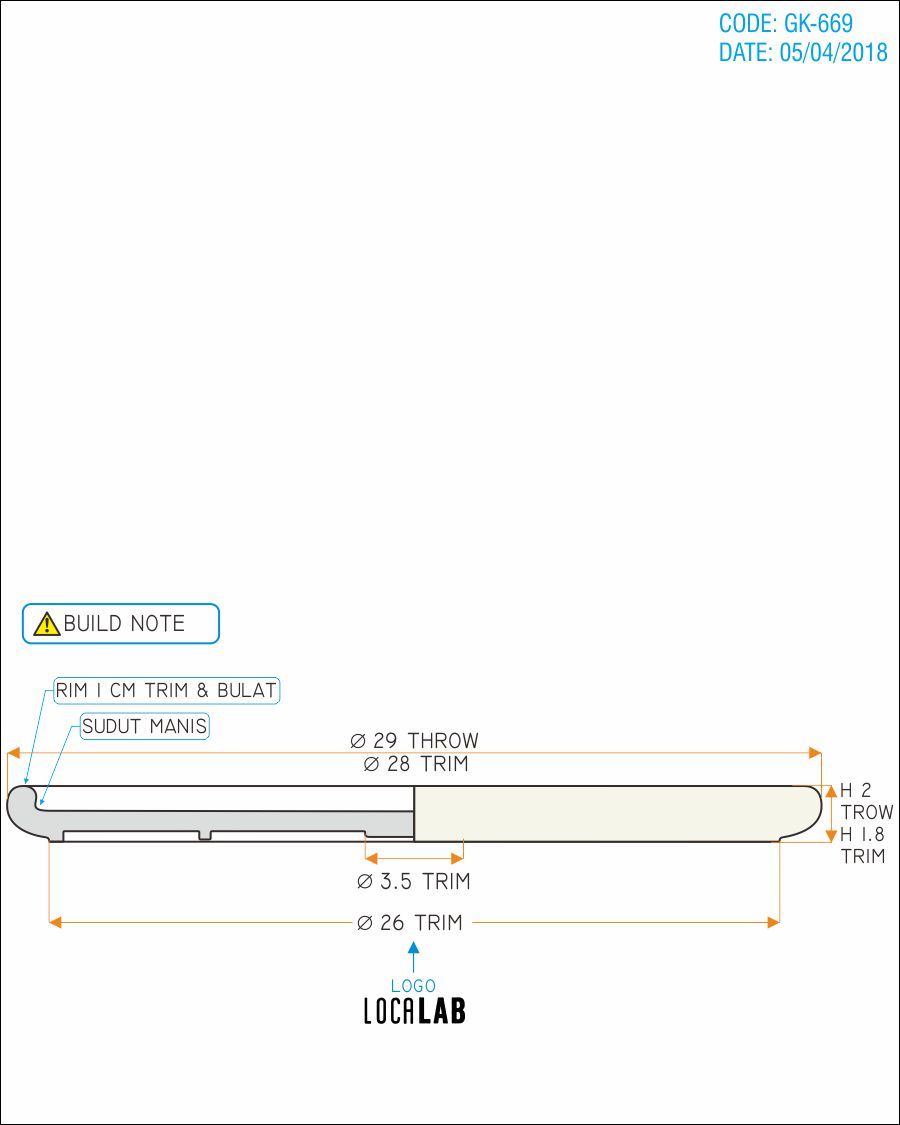 CODE: GK-669
DATE: 05/04/2018
BUILD NOTE
RIM 1 CM TRIM & BULAT
SUDUT MANIS
Ø 29 THROW
Ø 28 TRIM
H 2
TROW
H 1.8
TRIM
Ø 3.5 TRIM
Ø 26 TRIM
LOGO
LOCALAB